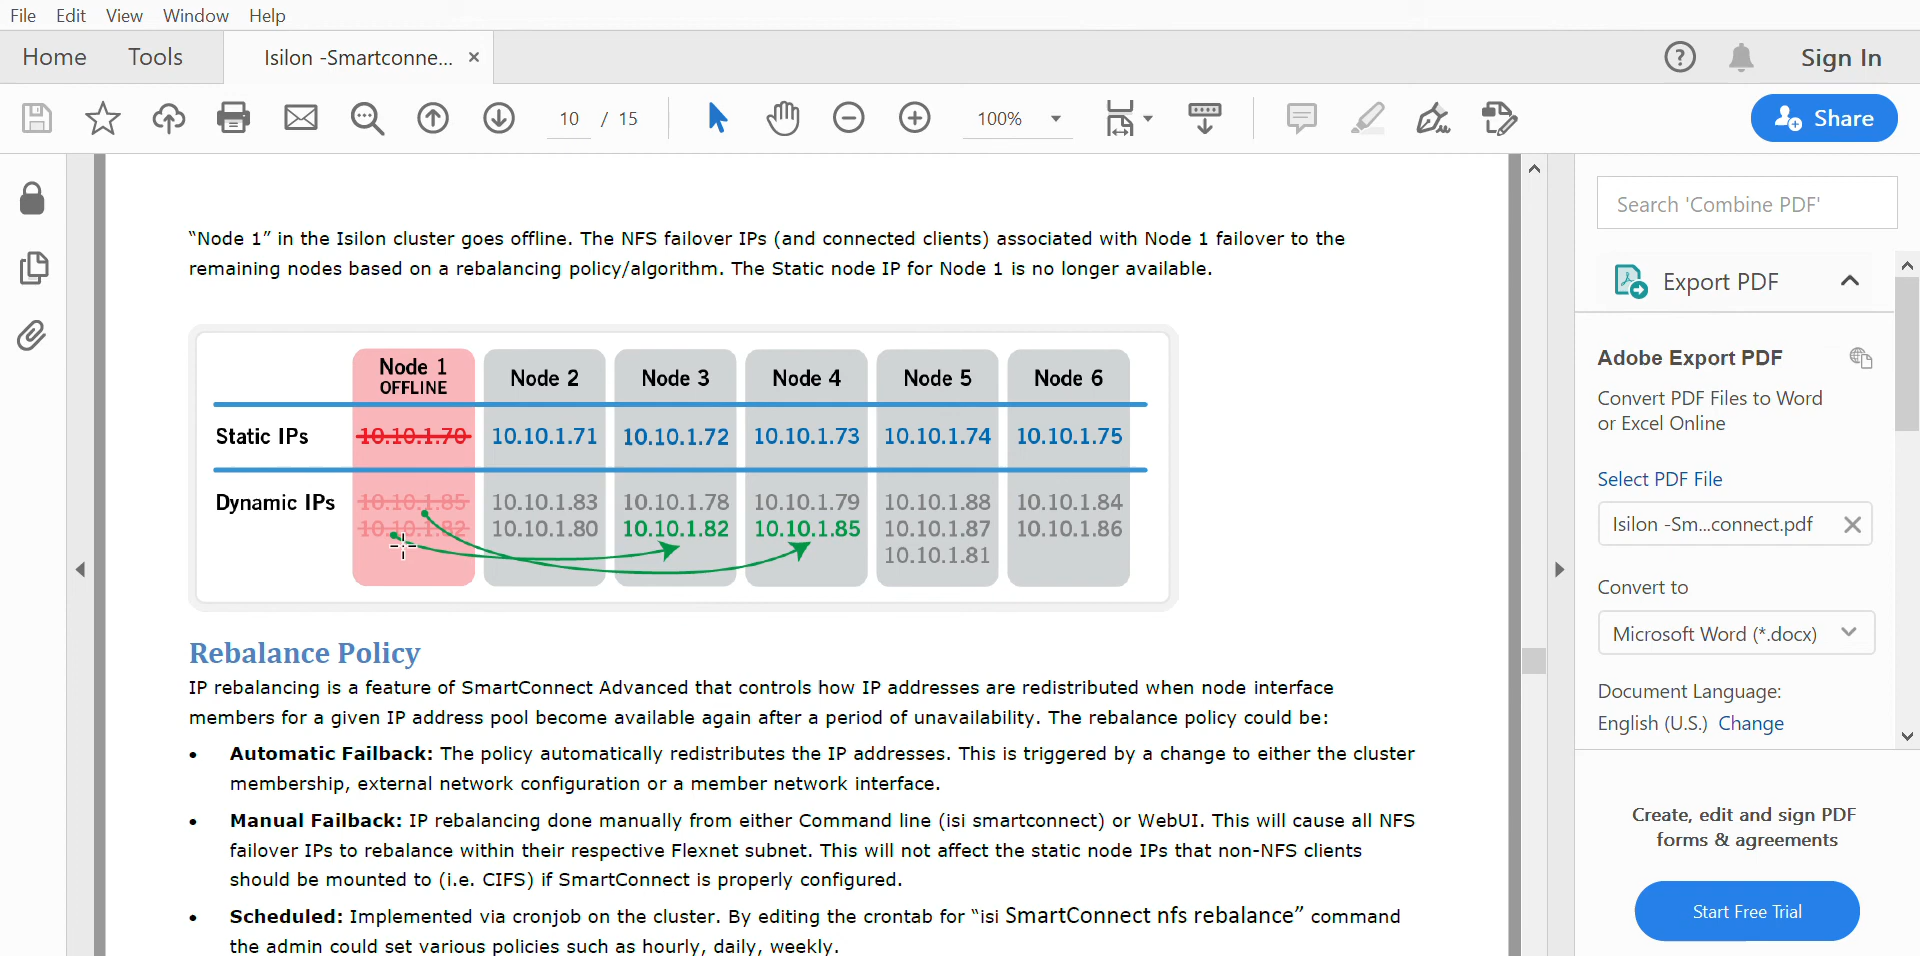 File Edit View Window Help
Home Tools Isilon -Smartconne... × Sign In
10 / 15 100% Share
"Node 1" in the Isilon cluster goes offline. The NFS failover IPs (and connected clients) associated with Node 1 failover to the
remaining nodes based on a rebalancing policy/algorithm. The Static node IP for Node 1 is no longer available.
Node 1 Node 2 Node 3 Node 4 Node 5 Node 6
OFFLINE
Static IPs 10.10.1.70 10.10.1.71 10.10.1.72 10.10.1.73 10.10.1.74 10.10.1.75
Dynamic IPs 10.10.1.85 10.10.1.83 10.10.1.78 10.10.1.79 10.10.1.88 10.10.1.84
10.10.1.82 10.10.1.80 10.10.1.82 10.10.1.85 10.10.1.87 10.10.1.86
10.10.1.81
Rebalance Policy
IP rebalancing is a feature of SmartConnect Advanced that controls how IP addresses are redistributed when node interface
members for a given IP address pool become available again after a period of unavailability. The rebalance policy could be:
• Automatic Failback: The policy automatically redistributes the IP addresses. This is triggered by a change to either the cluster
membership, external network configuration or a member network interface.
• Manual Failback: IP rebalancing done manually from either Command line (isi smartconnect) or WebUI. This will cause all NFS
failover IPs to rebalance within their respective Flexnet subnet. This will not affect the static node IPs that non-NFS clients
should be mounted to (i.e. CIFS) if SmartConnect is properly configured.
• Scheduled: Implemented via cronjob on the cluster. By editing the crontab for "isi SmartConnect nfs rebalance" command
the admin could set various policies such as hourly, daily, weekly.
Search 'Combine PDF'
Export PDF
Adobe Export PDF
Convert PDF Files to Word
or Excel Online
Select PDF File
Isilon -Sm...connect.pdf
Convert to
Microsoft Word (*.docx)
Document Language:
English (U.S.) Change
Create, edit and sign PDF
forms & agreements
Start Free Trial